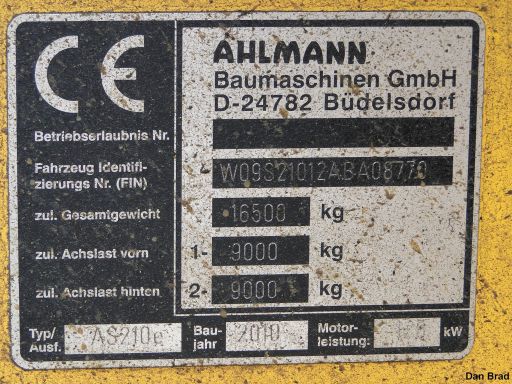 CE
AHLMANN
Baumaschinen GmbH
D-24782 Büdelsdorf
Betriebserlaubnis Nr.
Fahrzeug Identifi-
zierungs Nr. (FIN) W09S21012ABA08770
zul. Gesamtgewicht 16500 kg
zul. Achslast vorn 1- 9000 kg
zul. Achslast hinten 2- 9000 kg
Typ/ Ausf. AS210e Bau- jahr 2010 Motor- leistung: kW
Dan Brad